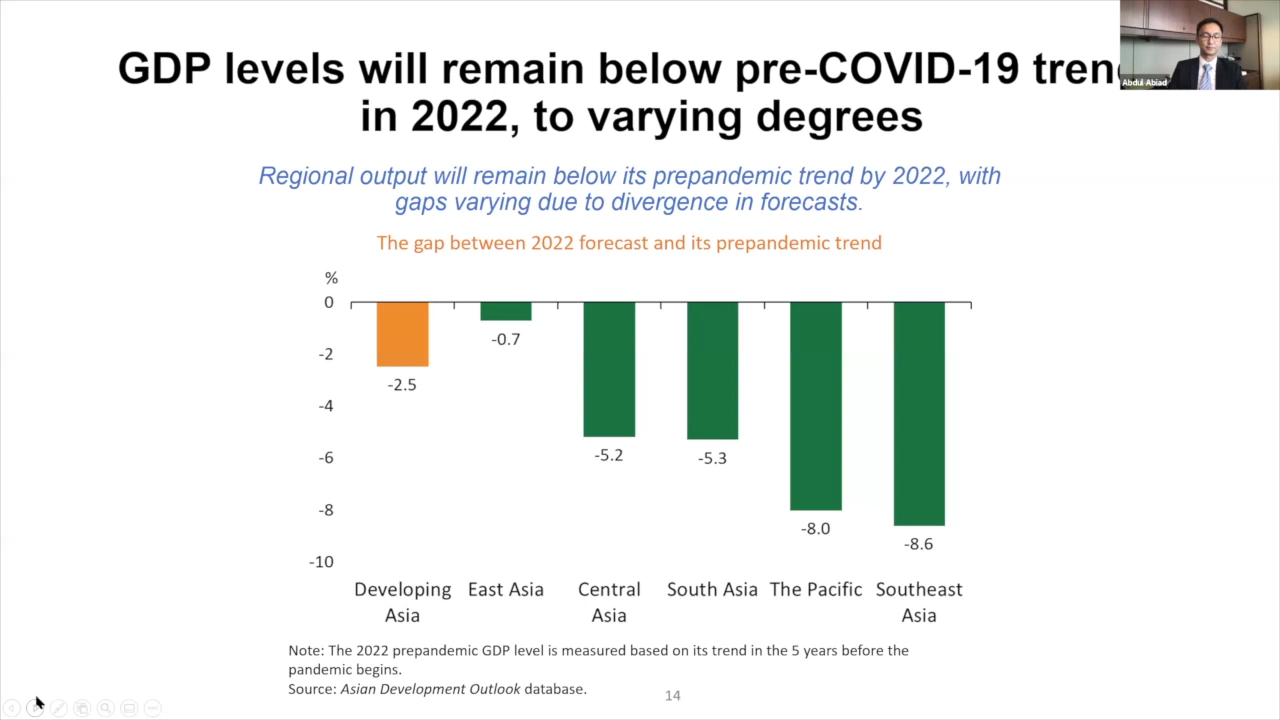 GDP levels will remain below pre-COVID-19 tren
in 2022, to varying degrees
Abdul Abiad
Regional output will remain below its prepandemic trend by 2022, with
gaps varying due to divergence in forecasts.
The gap between 2022 forecast and its prepandemic trend
%
0
-2
-4
-6
-8
-10
-2.5
-0.7
-5.2
-5.3
-8.0
-8.6
Developing
Asia
East Asia
Central
Asia
South Asia
The Pacific
Southeast
Asia
Note: The 2022 prepandemic GDP level is measured based on its trend in the 5 years before the
pandemic begins.
Source: Asian Development Outlook database.
14